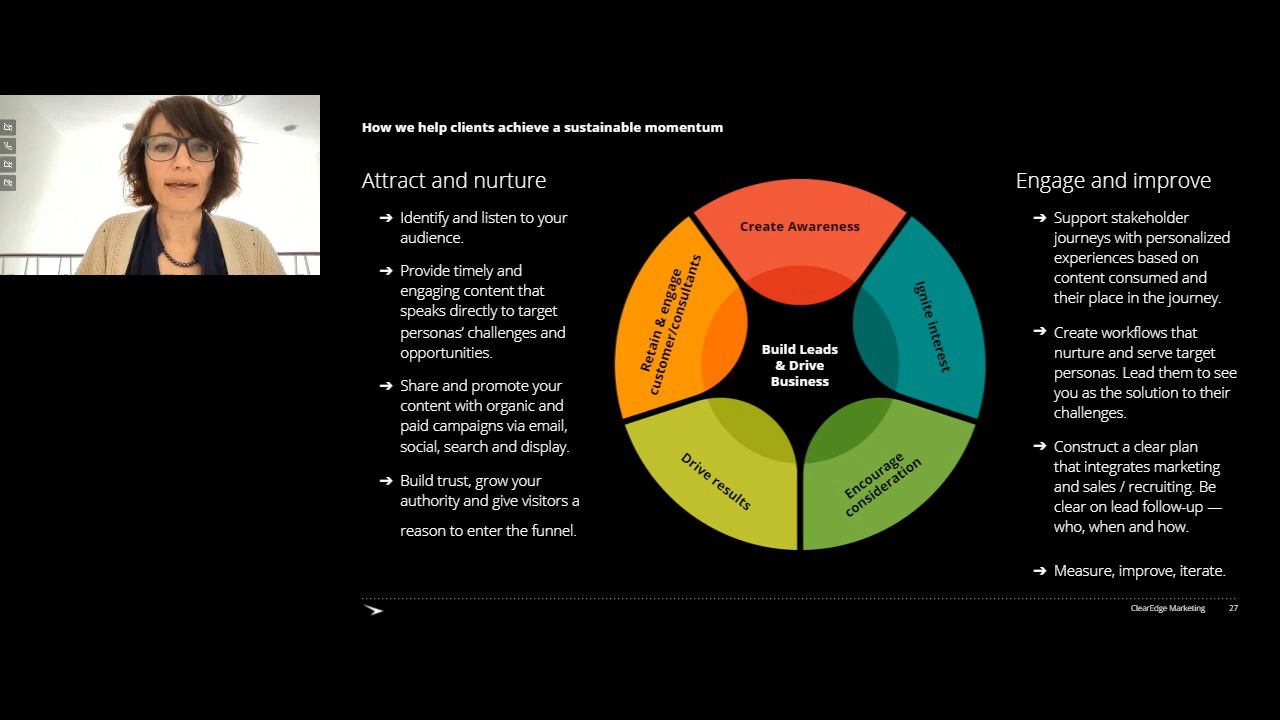 How we help clients achieve a sustainable momentum
Attract and nurture
➔ Identify and listen to your
audience.
➔ Provide timely and
engaging content that
speaks directly to target
personas’ challenges and
opportunities.
➔ Share and promote your
content with organic and
paid campaigns via email,
social, search and display.
➔ Build trust, grow your
authority and give visitors a
reason to enter the funnel.
Create Awareness
Ignite interest
Encourage
consideration
Drive results
Retain & engage
customer/consultants
Build Leads
& Drive
Business
Engage and improve
➔ Support stakeholder
journeys with personalized
experiences based on
content consumed and
their place in the journey.
➔ Create workflows that
nurture and serve target
personas. Lead them to see
you as the solution to their
challenges.
➔ Construct a clear plan
that integrates marketing
and sales / recruiting. Be
clear on lead follow-up —
who, when and how.
➔ Measure, improve, iterate.
ClearEdge Marketing 27